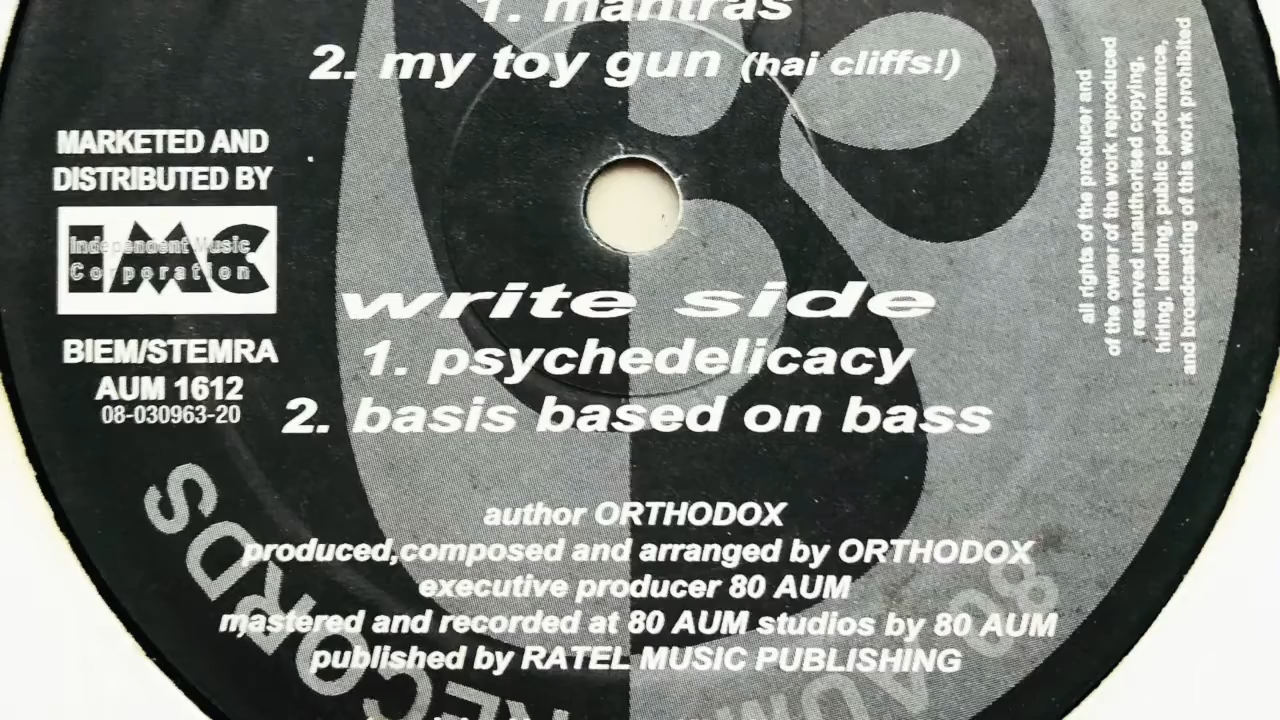 1. mantras
2. my toy gun (hai cliffs!)
MARKETED AND
DISTRIBUTED BY
IMC
Independent Music
Corporation
BIEM/STEMRA
AUM 1612
08-030963-20
write side
1. psychedelicacy
2. basis based on bass
author ORTHODOX
produced,composed and arranged by ORTHODOX
executive producer 80 AUM
mastered and recorded at 80 AUM studios by 80 AUM
published by RATEL MUSIC PUBLISHING
all rights of the producer and
of the owner of the work reproduced
reserved unauthorised copying,
hiring, lending, public performance,
and broadcasting of this work prohibited
80 AUM RECORDS